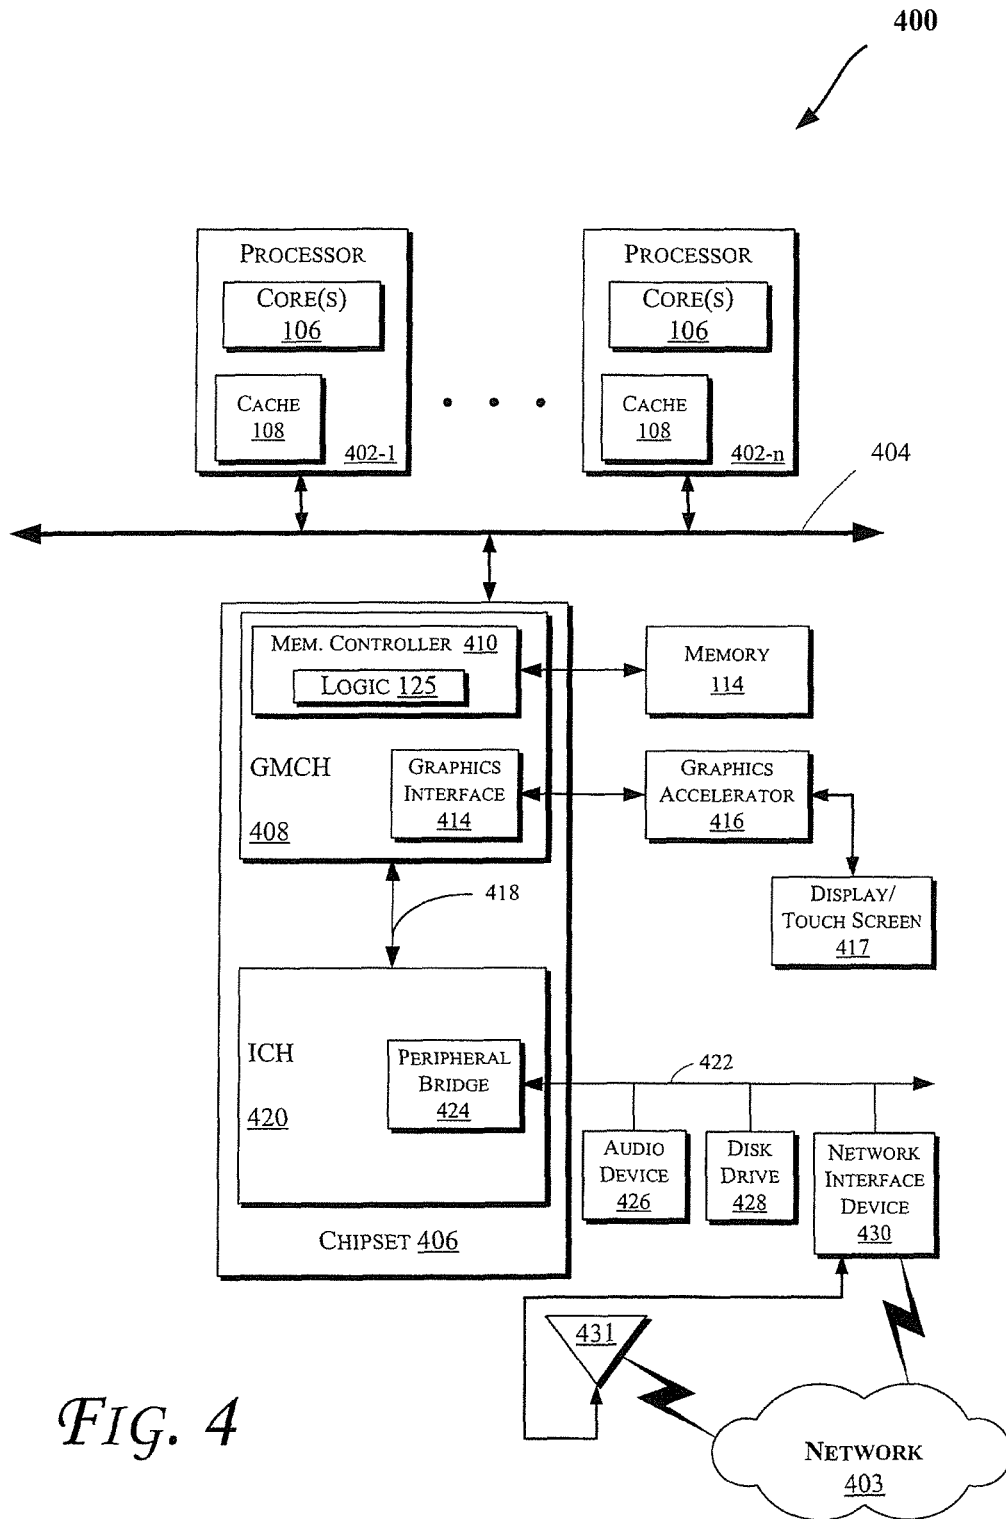 400
PROCESSOR
CORE(S)
106
CACHE
108
402-1
PROCESSOR
CORE(S)
106
CACHE
108
402-n
404
MEM. CONTROLLER 410
LOGIC 125
MEMORY
114
GMCH
408
GRAPHICS
INTERFACE
414
GRAPHICS
ACCELERATOR
416
418
DISPLAY/
TOUCH SCREEN
417
ICH
420
PERIPHERAL
BRIDGE
424
422
AUDIO
DEVICE
426
DISK
DRIVE
428
NETWORK
INTERFACE
DEVICE
430
CHIPSET 406
431
NETWORK
403
FIG. 4